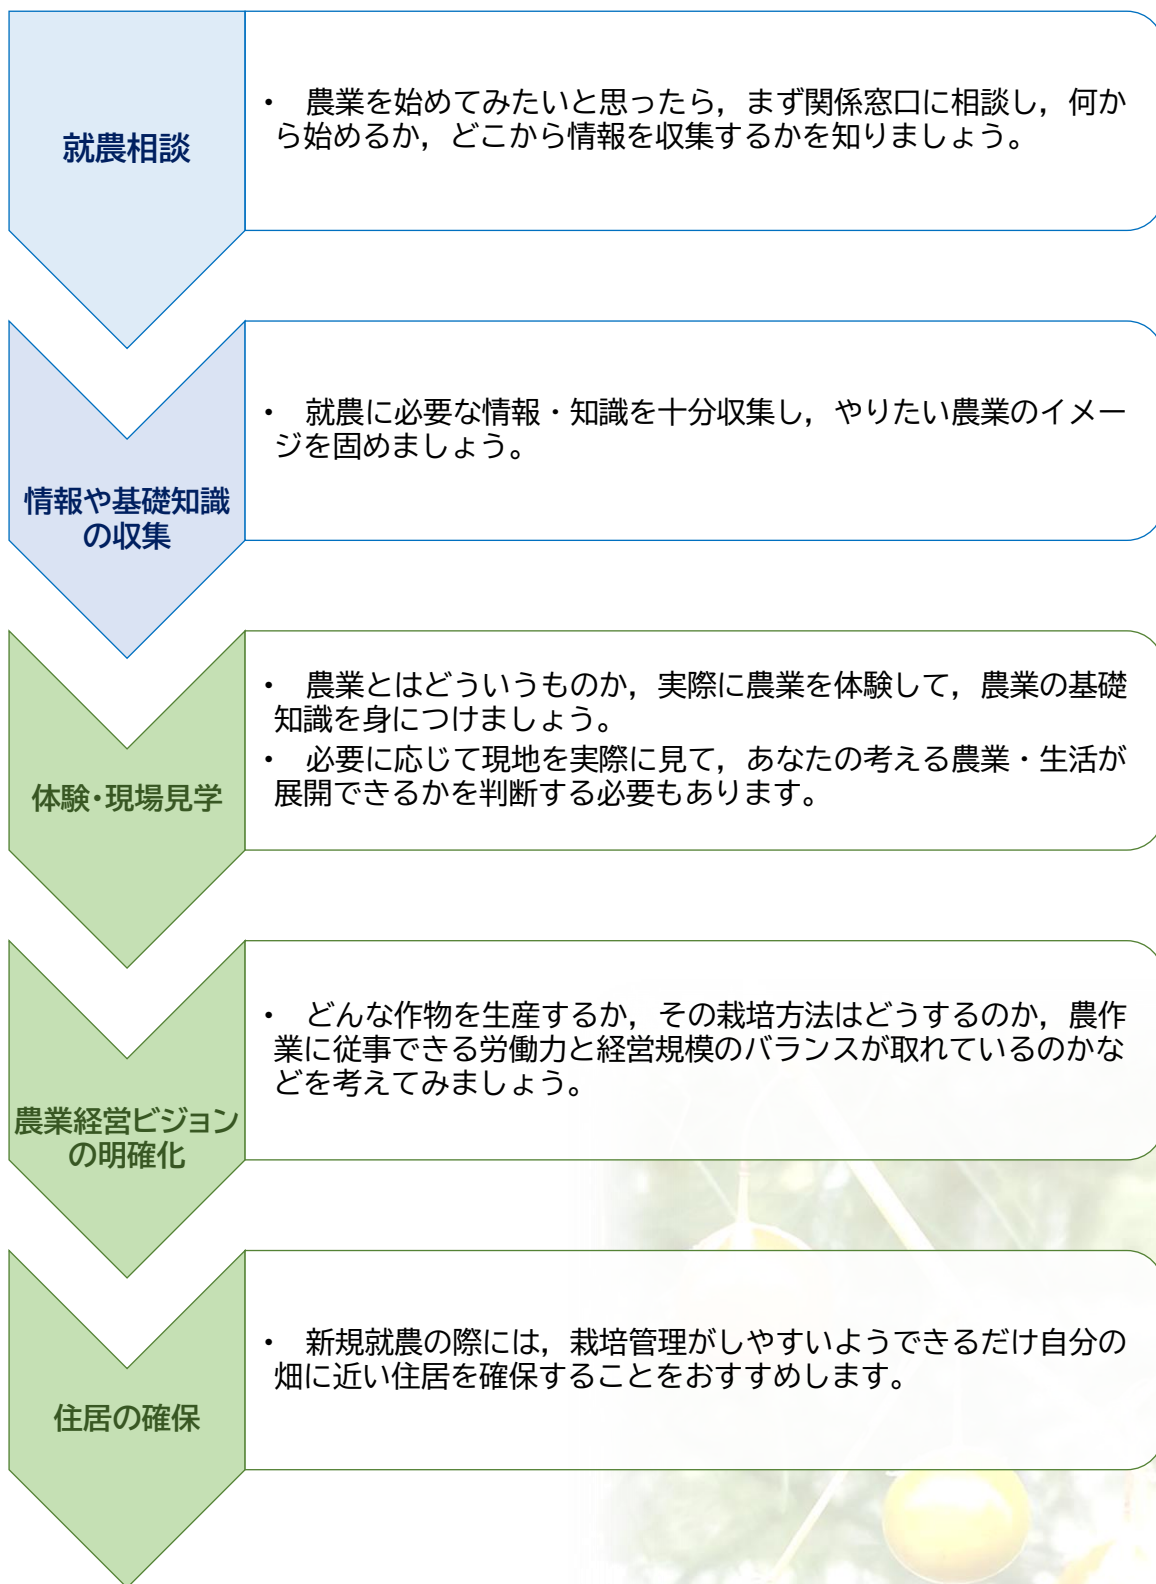 就農相談
・　農業を始めてみたいと思ったら，まず関係窓口に相談し，何か
ら始めるか，どこから情報を収集するかを知りましょう。
情報や基礎知識
の収集
・　就農に必要な情報・知識を十分収集し，やりたい農業のイメー
ジを固めましょう。
体験・現場見学
・　農業とはどういうものか，実際に農業を体験して，農業の基礎
知識を身につけましょう。
・　必要に応じて現地を実際に見て，あなたの考える農業・生活が
展開できるかを判断する必要もあります。
農業経営ビジョン
の明確化
・　どんな作物を生産するか，その栽培方法はどうするのか，農作
業に従事できる労働力と経営規模のバランスが取れているのかな
どを考えてみましょう。
住居の確保
・　新規就農の際には，栽培管理がしやすいようできるだけ自分の
畑に近い住居を確保することをおすすめします。